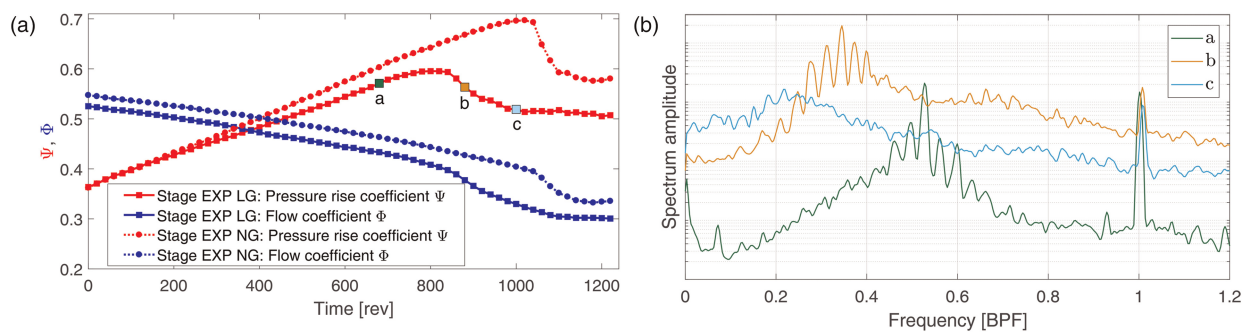 (a)
0.7
0.6
0.5
0.4
0.3
0.2
Ψ, Φ
a
b
c
Stage EXP LG: Pressure rise coefficient Ψ
Stage EXP LG: Flow coefficient Φ
Stage EXP NG: Pressure rise coefficient Ψ
Stage EXP NG: Flow coefficient Φ
0 200 400 600 800 1000 1200
Time [rev]
(b)
Spectrum amplitude
a
b
c
0 0.2 0.4 0.6 0.8 1 1.2
Frequency [BPF]